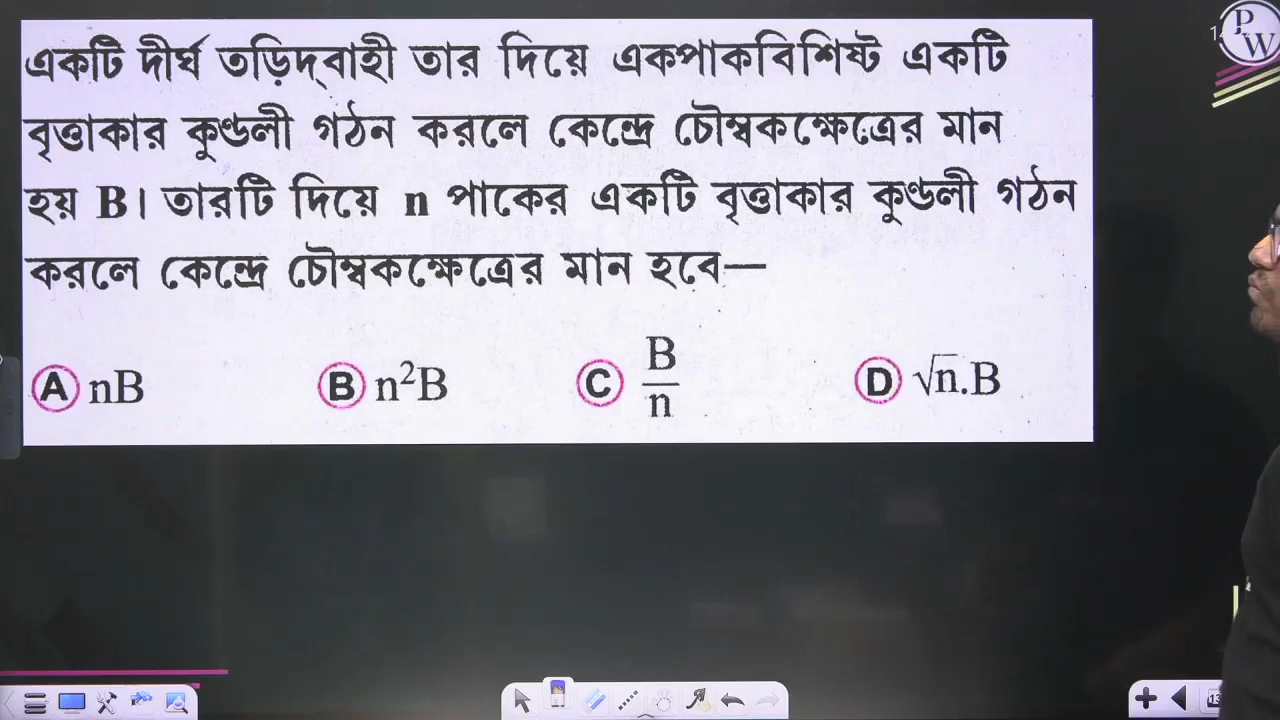 একটি দীর্ঘ তড়িদ্‌বাহী তার দিয়ে একপাকবিশিষ্ট একটি
বৃত্তাকার কুণ্ডলী গঠন করলে কেন্দ্রে চৌম্বকক্ষেত্রের মান
হয় B। তারটি দিয়ে n পাকের একটি বৃত্তাকার কুণ্ডলী গঠন
করলে কেন্দ্রে চৌম্বকক্ষেত্রের মান হবে—
A nB B n²B C B/n D √n.B
PW